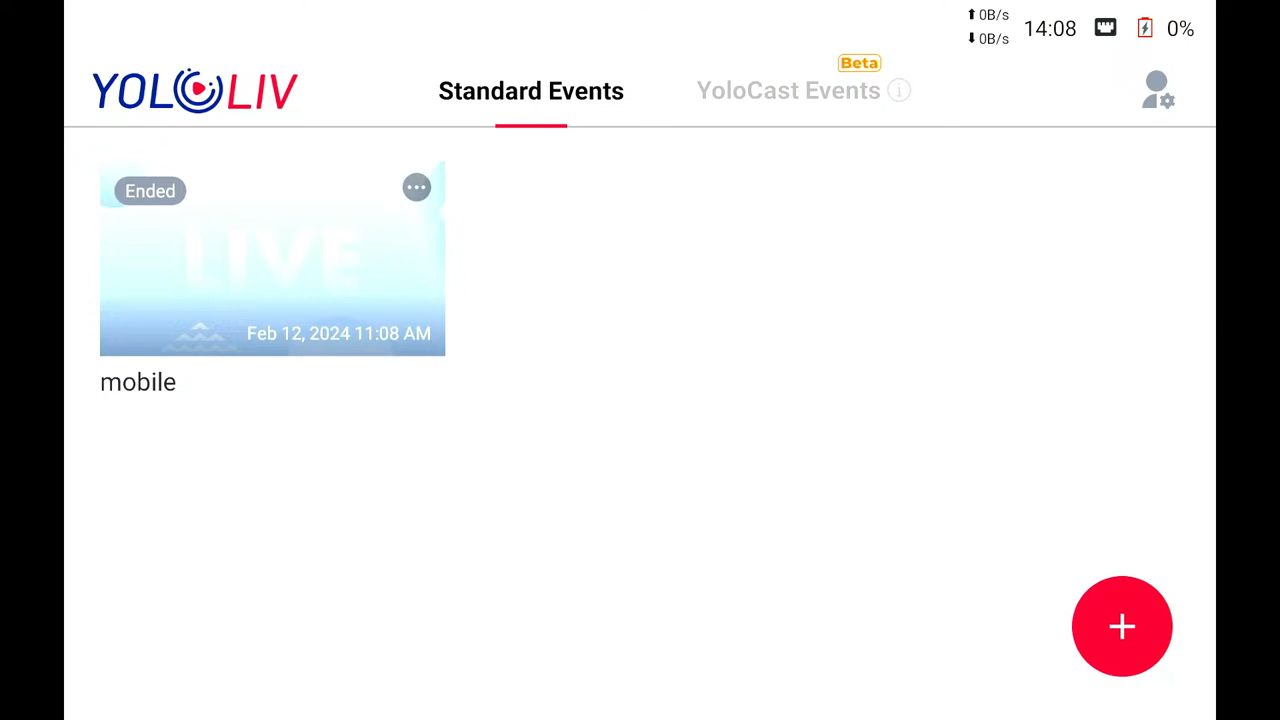 ↑ 0B/s
↓ 0B/s
14:08
0%
YOLOLIV
Standard Events
YoloCast Events
Beta
Ended
LIVE
Feb 12, 2024 11:08 AM
mobile